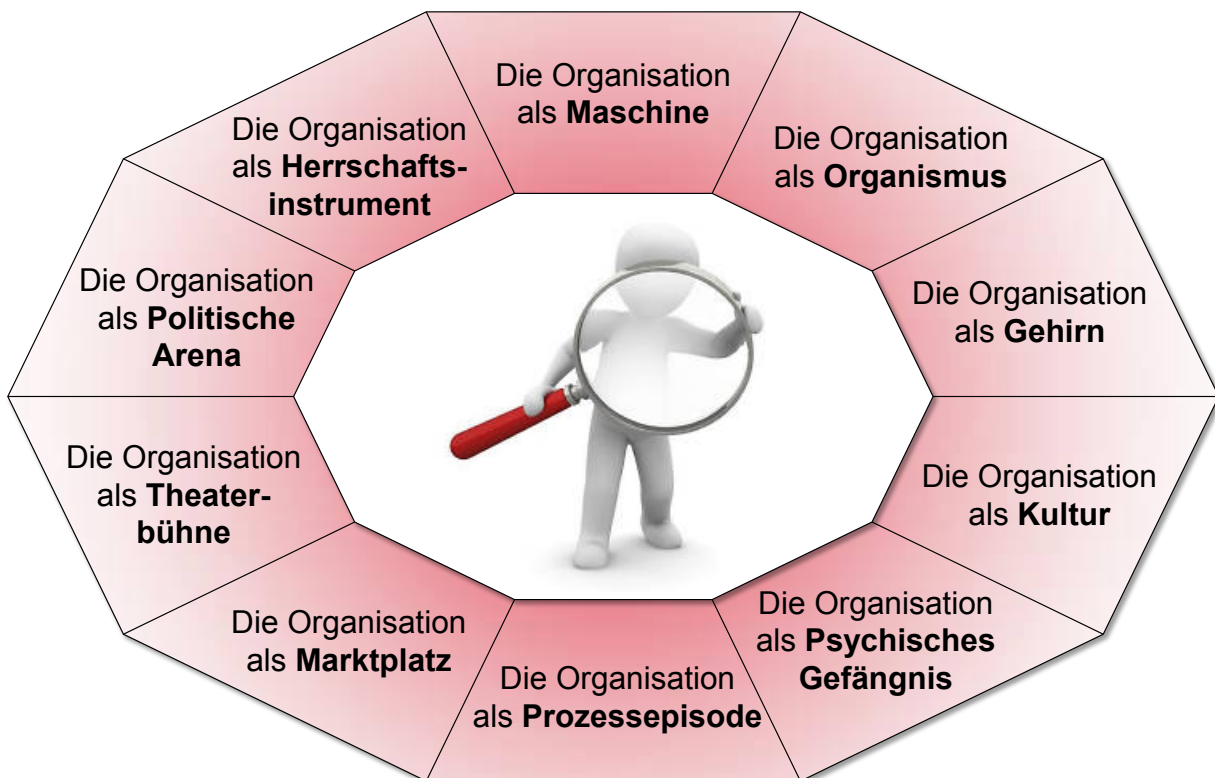 Die Organisation
als Maschine
Die Organisation
als Organismus
Die Organisation
als Gehirn
Die Organisation
als Kultur
Die Organisation
als Psychisches
Gefängnis
Die Organisation
als Prozessepisode
Die Organisation
als Marktplatz
Die Organisation
als Theater-
bühne
Die Organisation
als Politische
Arena
Die Organisation
als Herrschafts-
instrument